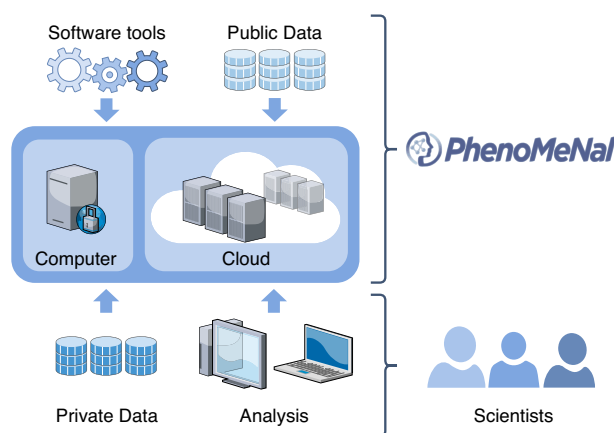 Software tools
Public Data
PhenoMeNal
Computer
Cloud
Private Data
Analysis
Scientists